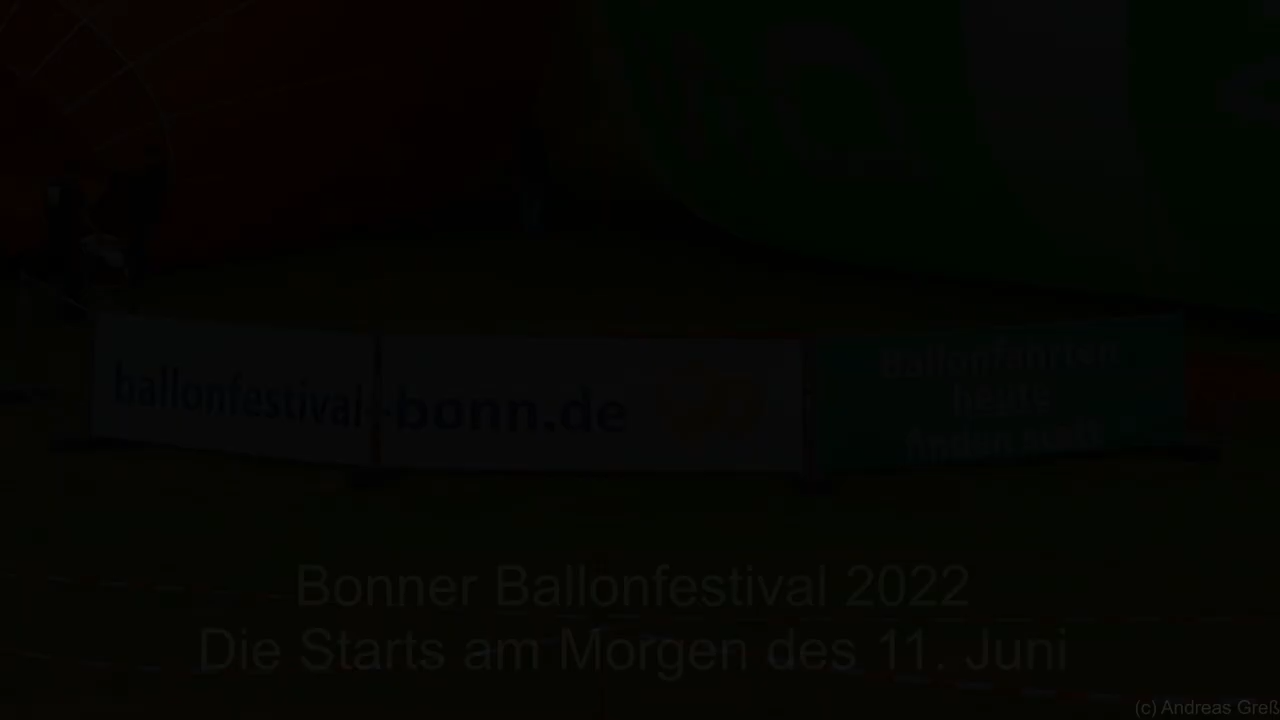 ballonfestival-bonn.de
Ballonfahrten
heute
Bonner Ballonfestival 2022
Die Starts am Morgen des 11. Juni
(c) Andreas Greß